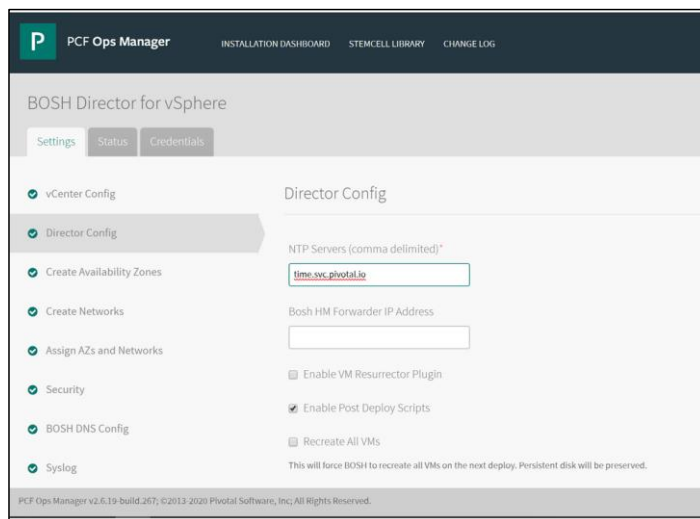 P PCF Ops Manager INSTALLATION DASHBOARD STEMCELL LIBRARY CHANGE LOG
BOSH Director for vSphere
Settings Status Credentials
vCenter Config
Director Config
Create Availability Zones
Create Networks
Assign AZs and Networks
Security
BOSH DNS Config
Syslog
Director Config
NTP Servers (comma delimited)*
time.svc.pivotal.io
Bosh HM Forwarder IP Address
Enable VM Resurrector Plugin
Enable Post Deploy Scripts
Recreate All VMs
This will force BOSH to recreate all VMs on the next deploy. Persistent disk will be preserved.
PCF Ops Manager v2.6.19-build.267; ©2013-2020 Pivotal Software, Inc; All Rights Reserved.